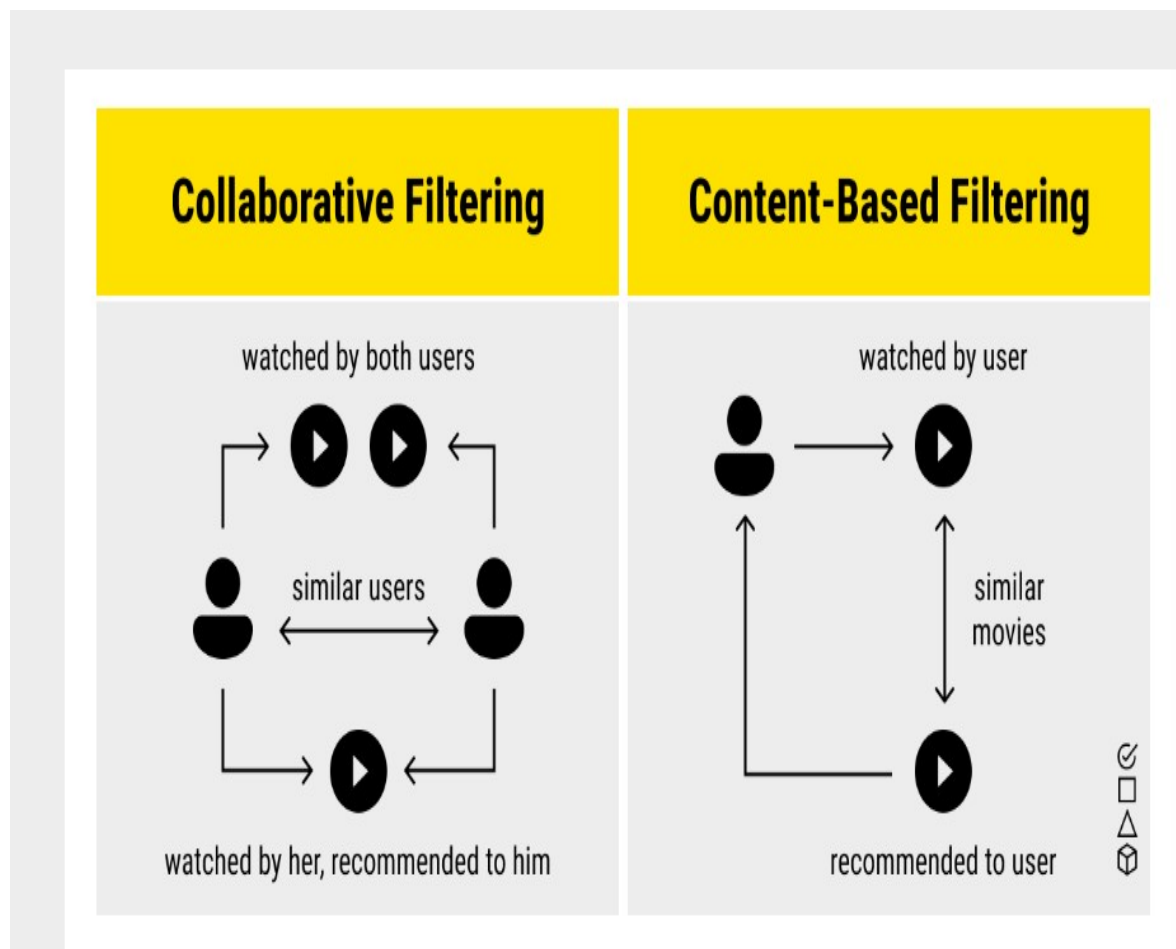 Collaborative Filtering
Content-Based Filtering
watched by both users
similar users
watched by her, recommended to him
watched by user
similar
movies
recommended to user